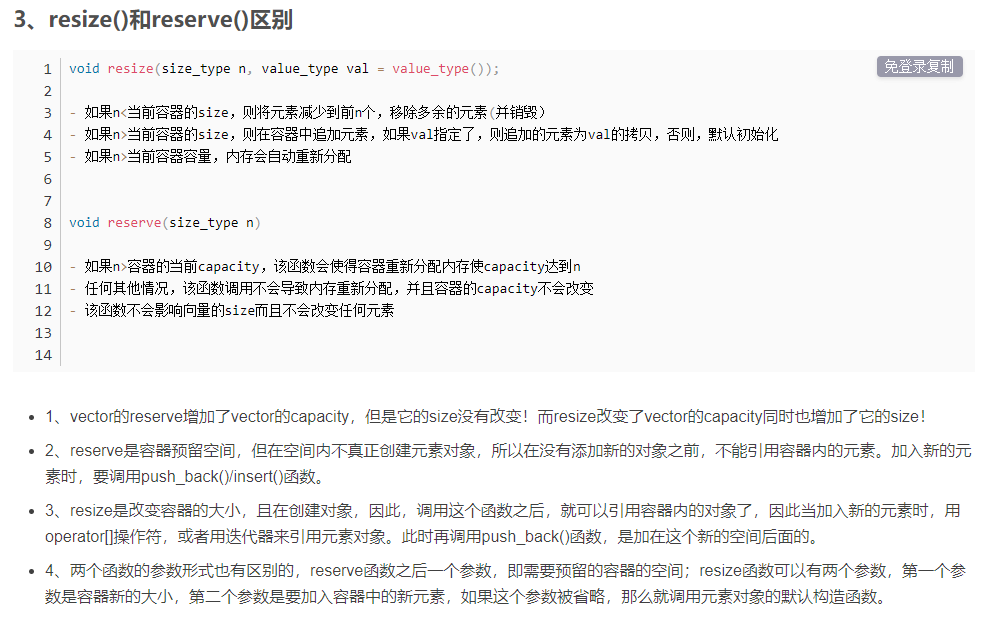 3、resize()和reserve()区别
免登录复制
1 void resize(size_type n, value_type val = value_type());
2
3 - 如果n<当前容器的size，则将元素减少到前n个，移除多余的元素(并销毁)
4 - 如果n>当前容器的size，则在容器中追加元素，如果val指定了，则追加的元素为val的拷贝，否则，默认初始化
5 - 如果n>当前容器容量，内存会自动重新分配
6
7
8 void reserve(size_type n)
9
10 - 如果n>容器的当前capacity，该函数会使得容器重新分配内存使capacity达到n
11 - 任何其他情况，该函数调用不会导致内存重新分配，并且容器的capacity不会改变
12 - 该函数不会影响向量的size而且不会改变任何元素
13
14
• 1、vector的reserve增加了vector的capacity，但是它的size没有改变！而resize改变了vector的capacity同时也增加了它的size！
• 2、reserve是容器预留空间，但在空间内不真正创建元素对象，所以在没有添加新的对象之前，不能引用容器内的元素。加入新的元
素时，要调用push_back()/insert()函数。
• 3、resize是改变容器的大小，且在创建对象，因此，调用这个函数之后，就可以引用容器内的对象了，因此当加入新的元素时，用
operator[]操作符，或者用迭代器来引用元素对象。此时再调用push_back()函数，是加在这个新的空间后面的。
• 4、两个函数的参数形式也有区别的，reserve函数之后一个参数，即需要预留的容器的空间；resize函数可以有两个参数，第一个参
数是容器新的大小，第二个参数是要加入容器中的新元素，如果这个参数被省略，那么就调用元素对象的默认构造函数。